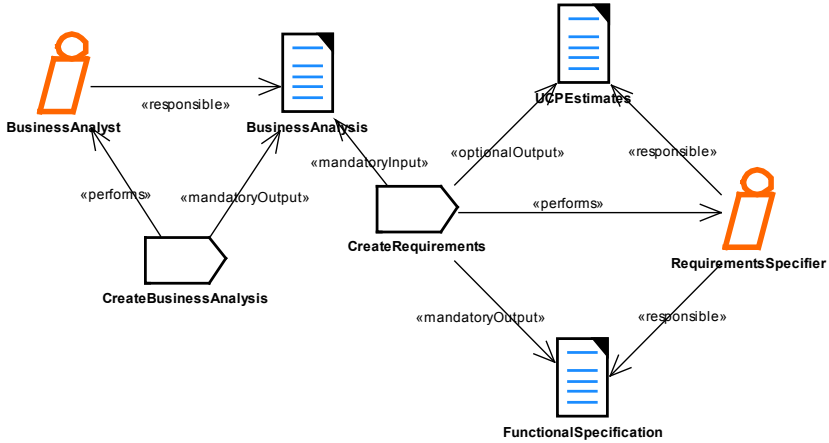 UCPEstimates
«responsible»
BusinessAnalyst
BusinessAnalysis
«optionalOutput»
«responsible»
«mandatoryInput»
«performs»
«mandatoryOutput»
«performs»
CreateRequirements
RequirementsSpecifier
CreateBusinessAnalysis
«mandatoryOutput»
«responsible»
FunctionalSpecification